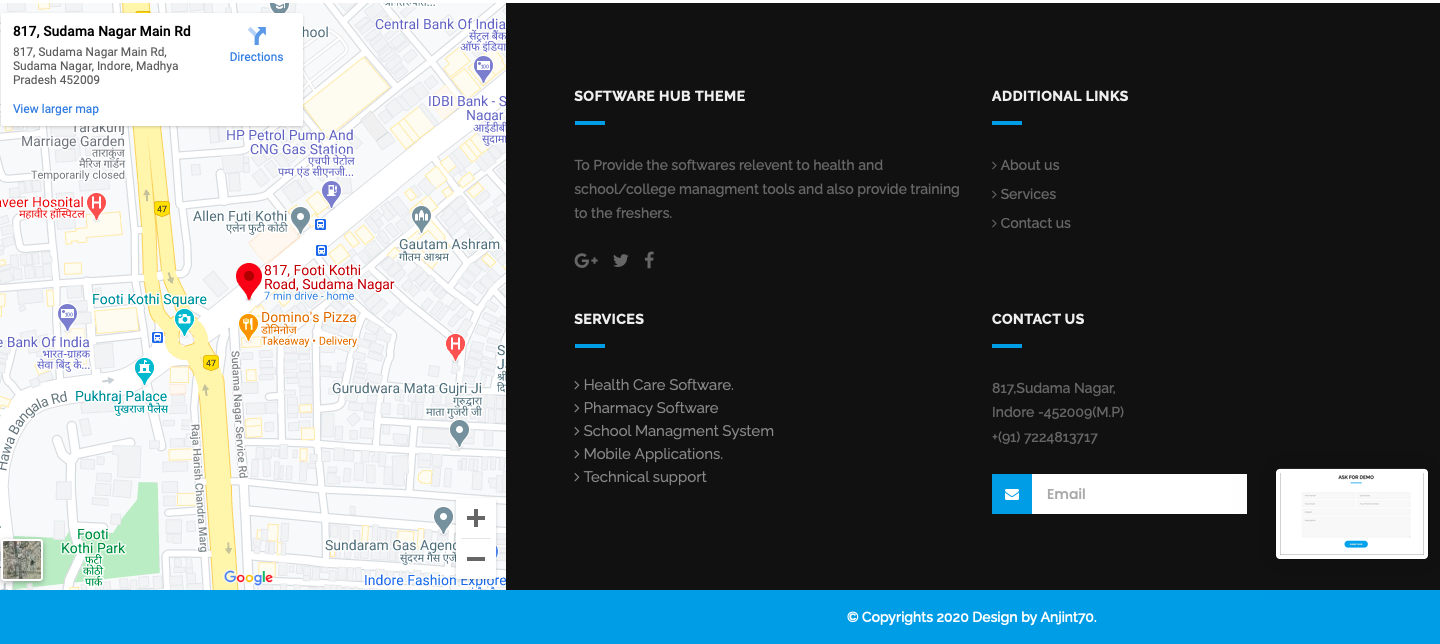 817, Sudama Nagar Main Rd
817, Sudama Nagar Main Rd,
Sudama Nagar, Indore, Madhya
Pradesh 452009
Directions
View larger map
hool
Central Bank Of India
सेंट्रल बैंक
ऑफ इंडिया
IDBI Bank - S
Nagar
आईडीबी
सुदामा
Tarakunj
Marriage Garden
ताराकुंज
मैरिज गार्डन
Temporarily closed
HP Petrol Pump And
CNG Gas Station
एचपी पेट्रोल
पम्प एंड सीएनजी...
aveer Hospital
महावीर हॉस्पिटल
47
Allen Futi Kothi
एलेन फुटी कोठी
Gautam Ashram
गौतम आश्रम
817, Footi Kothi
Road, Sudama Nagar
7 min drive - home
Footi Kothi Square
Domino's Pizza
डोमिनोज
Takeaway • Delivery
e Bank Of India
भारत-ग्राहक
सेवा बिंदु के...
47
Pukhraj Palace
पुखराज पैलेस
Gurudwara Mata Gujri Ji
गुरुद्वारा
माता गुजरी जी
Hawa Bangala Rd
Sudama Nagar Service Rd
Raja Harish Chandra Marg
Footi
Kothi Park
फुटी
कोठी
पार्क
Sundaram Gas Agenc
सुंदरम गैस एजे
Indore Fashion Explore
Google
SOFTWARE HUB THEME
To Provide the softwares relevent to health and
school/college managment tools and also provide training
to the freshers.
ADDITIONAL LINKS
About us
Services
Contact us
SERVICES
Health Care Software.
Pharmacy Software
School Managment System
Mobile Applications.
Technical support
CONTACT US
817,Sudama Nagar,
Indore -452009(M.P)
+(91) 7224813717
Email
ASK FOR DEMO
© Copyrights 2020 Design by Anjint70.